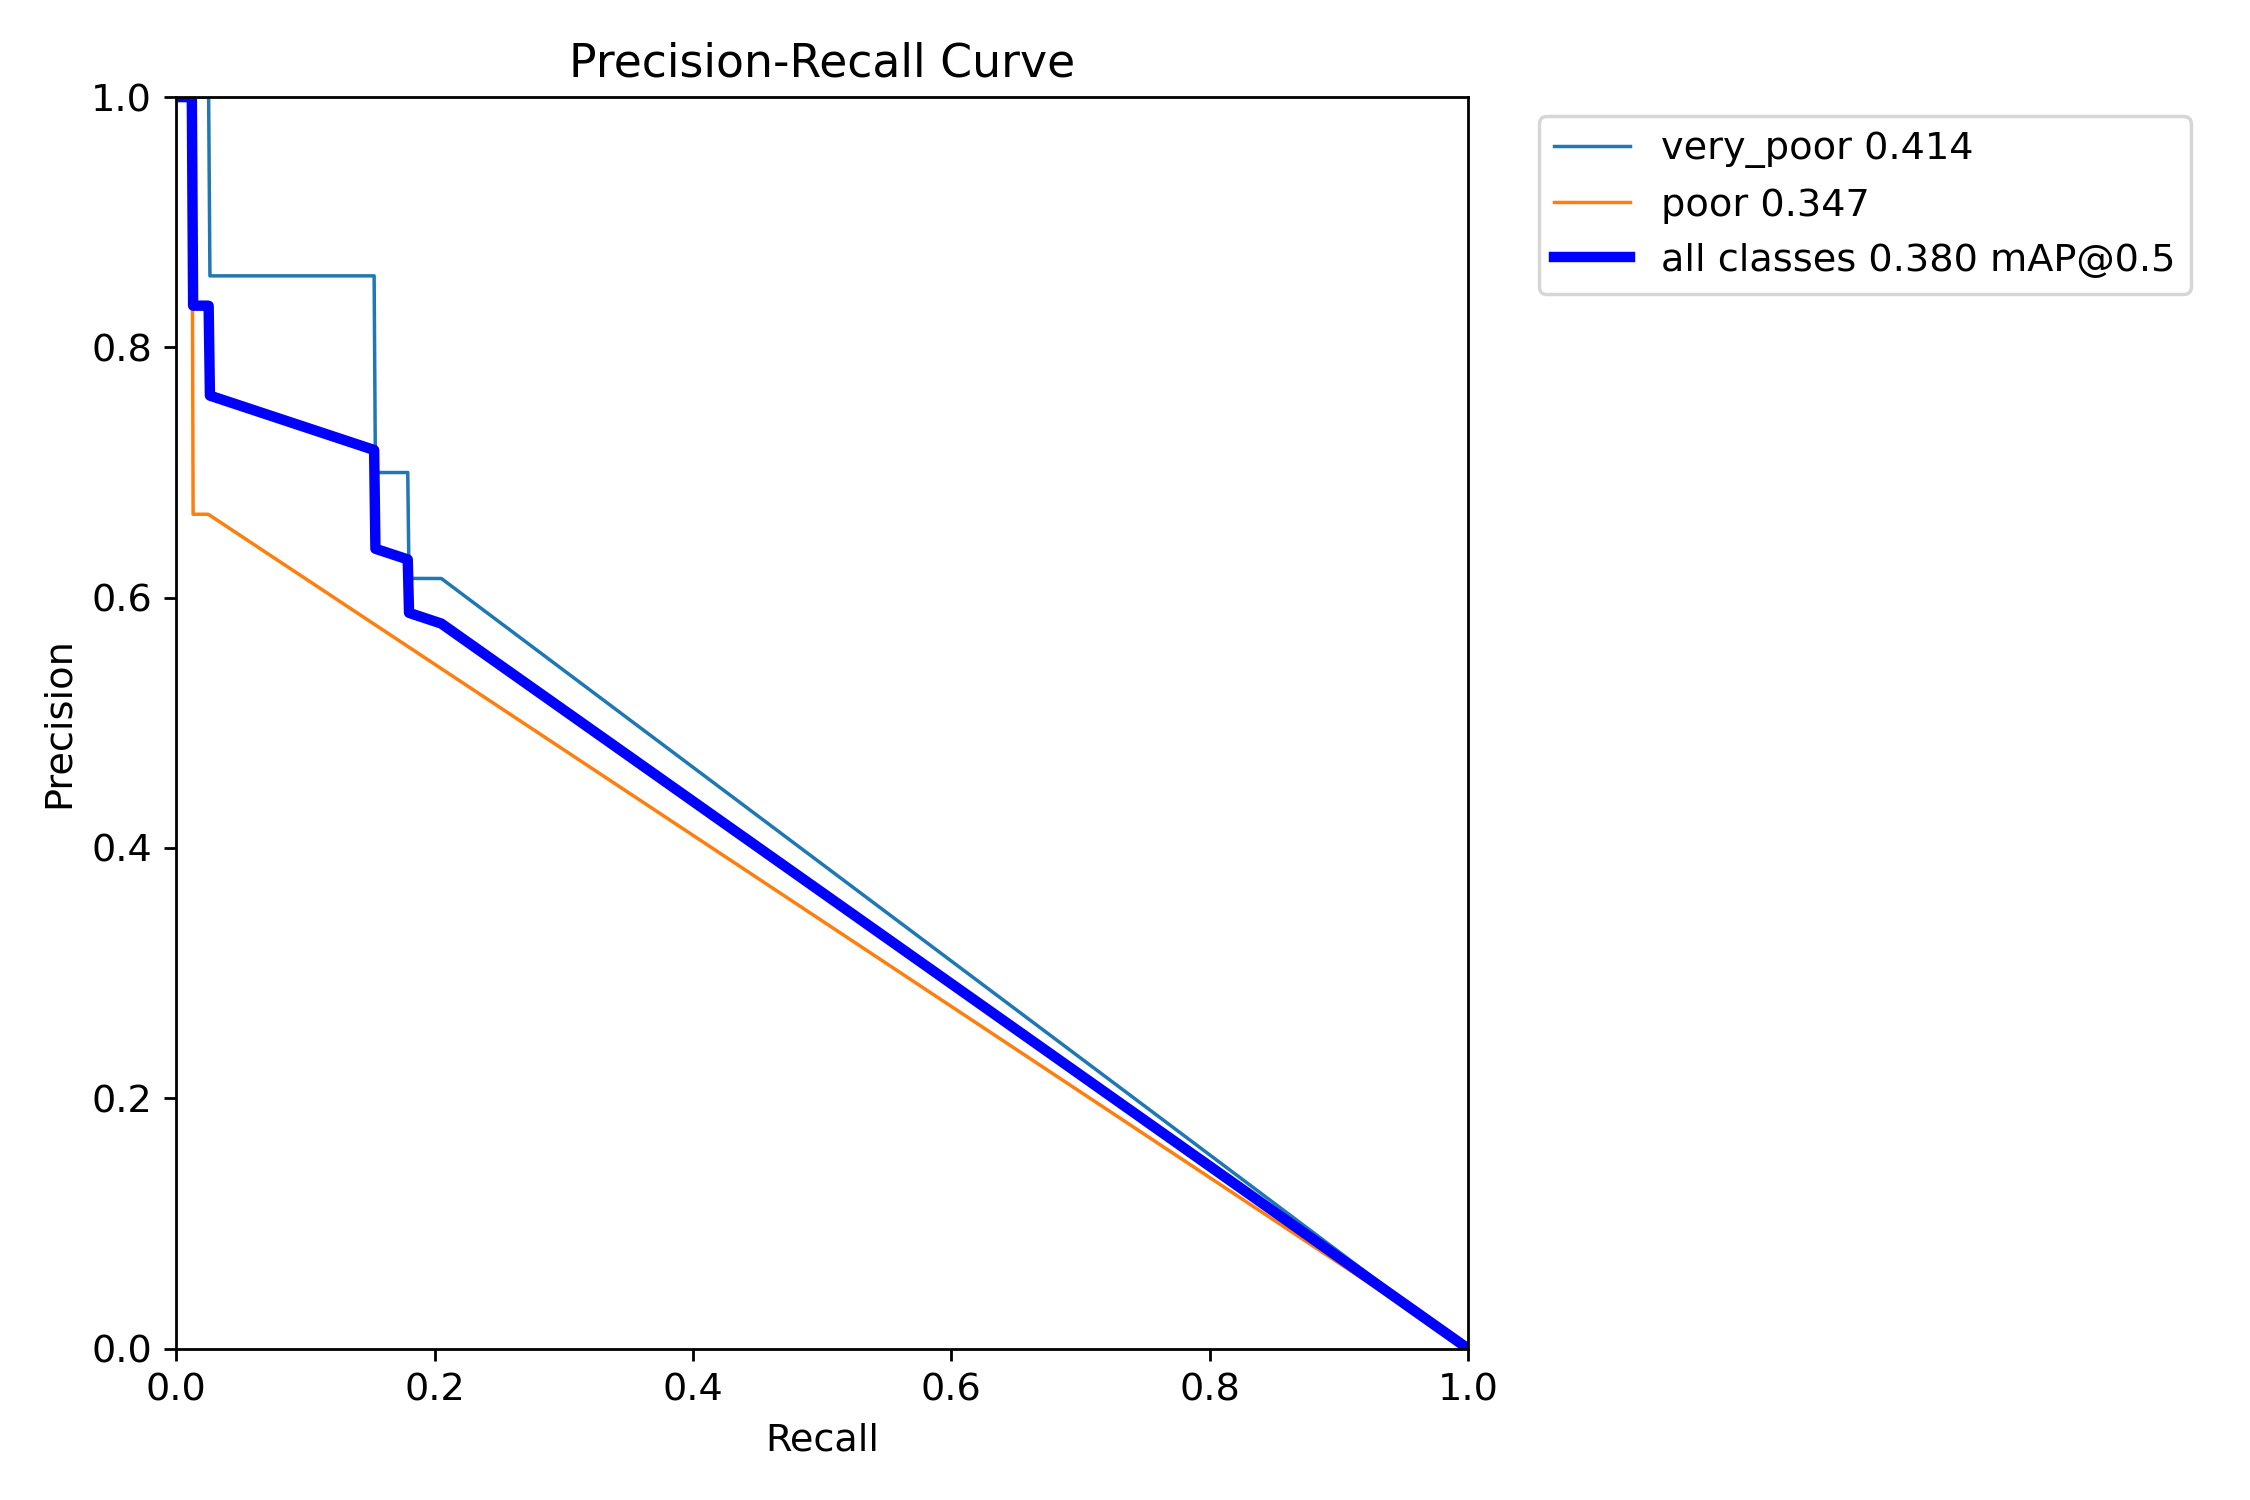 Precision-Recall Curve
very_poor 0.414
poor 0.347
all classes 0.380 mAP@0.5
Precision
1.0
0.8
0.6
0.4
0.2
0.0
0.0 0.2 0.4 0.6 0.8 1.0
Recall